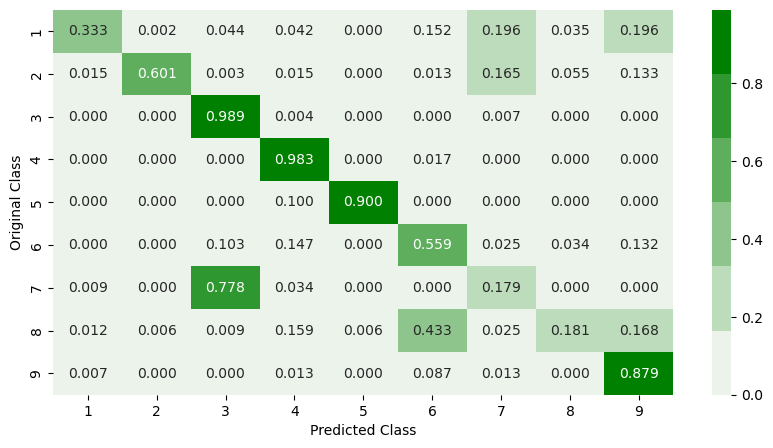 1 0.333 0.002 0.044 0.042 0.000 0.152 0.196 0.035 0.196
2 0.015 0.601 0.003 0.015 0.000 0.013 0.165 0.055 0.133
3 0.000 0.000 0.989 0.004 0.000 0.000 0.007 0.000 0.000
4 0.000 0.000 0.000 0.983 0.000 0.017 0.000 0.000 0.000
5 0.000 0.000 0.000 0.100 0.900 0.000 0.000 0.000 0.000
6 0.000 0.000 0.103 0.147 0.000 0.559 0.025 0.034 0.132
7 0.009 0.000 0.778 0.034 0.000 0.000 0.179 0.000 0.000
8 0.012 0.006 0.009 0.159 0.006 0.433 0.025 0.181 0.168
9 0.007 0.000 0.000 0.013 0.000 0.087 0.013 0.000 0.879
1 2 3 4 5 6 7 8 9
Predicted Class
Original Class
0.8
0.6
0.4
0.2
0.0